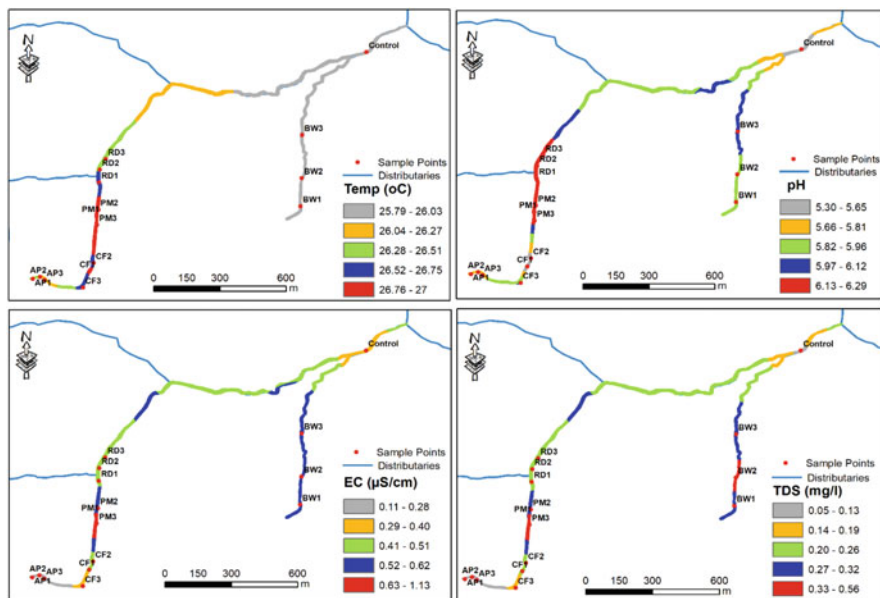 N
Control
BW3
BW2
BW1
RD3
RD2
RD1
PM2
PM3
CF2
CF3
AP2
AP3
AP1
Sample Points
Distributaries
Temp (oC)
25.79 - 26.03
26.04 - 26.27
26.28 - 26.51
26.52 - 26.75
26.76 - 27
0 150 300 600
m
N
Control
BW3
BW2
BW1
RD3
RD2
RD1
PM2
PM3
CF2
CF3
AP2
AP3
AP1
Sample Points
Distributaries
pH
5.30 - 5.65
5.66 - 5.81
5.82 - 5.96
5.97 - 6.12
6.13 - 6.29
0 150 300 600
m
N
Control
BW3
BW2
BW1
RD3
RD2
RD1
PM2
PM3
CF2
CF3
AP2
AP3
AP1
Sample Points
Distributaries
EC (µS/cm)
0.11 - 0.28
0.29 - 0.40
0.41 - 0.51
0.52 - 0.62
0.63 - 1.13
0 150 300 600
m
N
Control
BW3
BW2
BW1
RD3
RD2
RD1
PM2
PM3
CF2
CF3
AP2
AP3
AP1
Sample Points
Distributaries
TDS (mg/l)
0.05 - 0.13
0.14 - 0.19
0.20 - 0.26
0.27 - 0.32
0.33 - 0.56
0 150 300 600
m